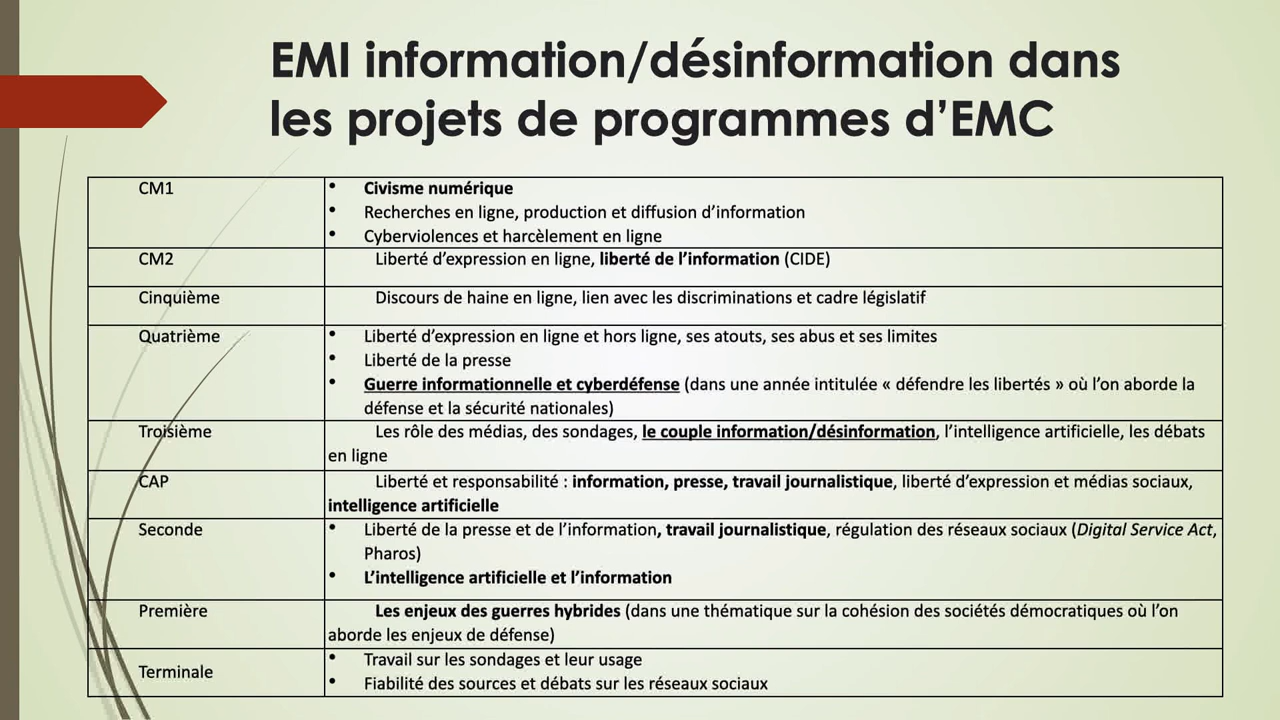 EMI information/désinformation dans
les projets de programmes d’EMC
CM1
• Civisme numérique
• Recherches en ligne, production et diffusion d’information
• Cyberviolences et harcèlement en ligne
CM2
Liberté d’expression en ligne, liberté de l’information (CIDE)
Cinquième
Discours de haine en ligne, lien avec les discriminations et cadre législatif
Quatrième
• Liberté d’expression en ligne et hors ligne, ses atouts, ses abus et ses limites
• Liberté de la presse
• Guerre informationnelle et cyberdéfense (dans une année intitulée « défendre les libertés » où l’on aborde la
défense et la sécurité nationales)
Troisième
Les rôle des médias, des sondages, le couple information/désinformation, l’intelligence artificielle, les débats
en ligne
CAP
Liberté et responsabilité : information, presse, travail journalistique, liberté d’expression et médias sociaux,
intelligence artificielle
Seconde
• Liberté de la presse et de l’information, travail journalistique, régulation des réseaux sociaux (Digital Service Act,
Pharos)
• L’intelligence artificielle et l’information
Première
Les enjeux des guerres hybrides (dans une thématique sur la cohésion des sociétés démocratiques où l’on
aborde les enjeux de défense)
Terminale
• Travail sur les sondages et leur usage
• Fiabilité des sources et débats sur les réseaux sociaux